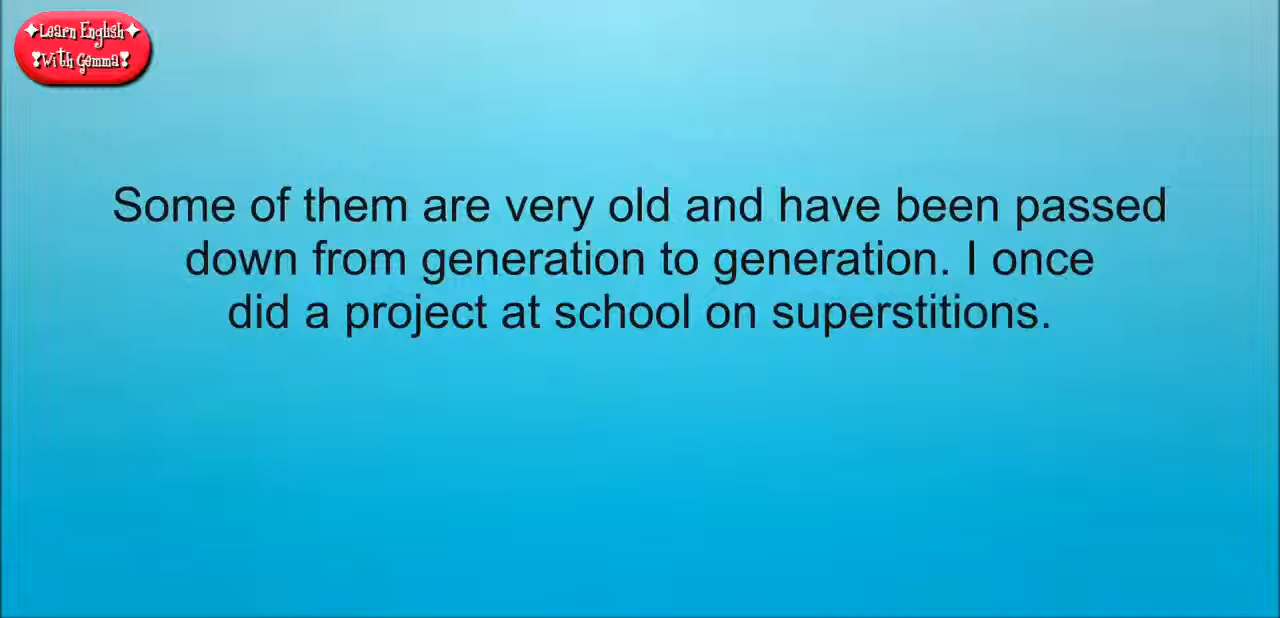 Learn English
With Gemma
Some of them are very old and have been passed
down from generation to generation. I once
did a project at school on superstitions.